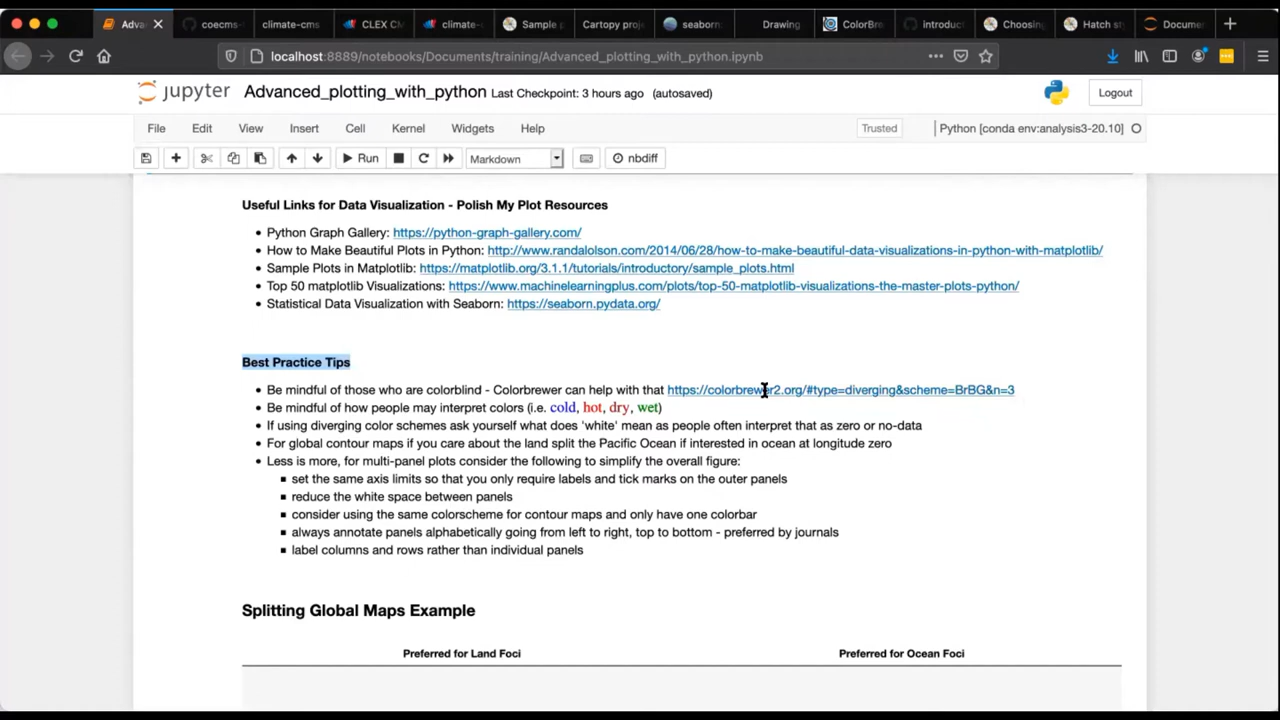 Adva
coecms-
climate-cms
CLEX CM
climate-
Sample p
Cartopy proj
seaborn
Drawing
ColorBre
introduct
Choosing
Hatch st
Docume
localhost:8889/notebooks/Documents/training/Advanced_plotting_with_python.ipynb
jupyter Advanced_plotting_with_python Last Checkpoint: 3 hours ago (autosaved)
Logout
File Edit View Insert Cell Kernel Widgets Help
Trusted
Python [conda env:analysis3-20.10]
Run
Markdown
nbdiff
Useful Links for Data Visualization - Polish My Plot Resources
• Python Graph Gallery: https://python-graph-gallery.com/
• How to Make Beautiful Plots in Python: http://www.randalolson.com/2014/06/28/how-to-make-beautiful-data-visualizations-in-python-with-matplotlib/
• Sample Plots in Matplotlib: https://matplotlib.org/3.1.1/tutorials/introductory/sample_plots.html
• Top 50 matplotlib Visualizations: https://www.machinelearningplus.com/plots/top-50-matplotlib-visualizations-the-master-plots-python/
• Statistical Data Visualization with Seaborn: https://seaborn.pydata.org/
Best Practice Tips
• Be mindful of those who are colorblind - Colorbrewer can help with that https://colorbrewer2.org/#type=diverging&scheme=BrBG&n=3
• Be mindful of how people may interpret colors (i.e. cold, hot, dry, wet)
• If using diverging color schemes ask yourself what does 'white' mean as people often interpret that as zero or no-data
• For global contour maps if you care about the land split the Pacific Ocean if interested in ocean at longitude zero
• Less is more, for multi-panel plots consider the following to simplify the overall figure:
▪ set the same axis limits so that you only require labels and tick marks on the outer panels
▪ reduce the white space between panels
▪ consider using the same colorscheme for contour maps and only have one colorbar
▪ always annotate panels alphabetically going from left to right, top to bottom - preferred by journals
▪ label columns and rows rather than individual panels
Splitting Global Maps Example
Preferred for Land Foci
Preferred for Ocean Foci